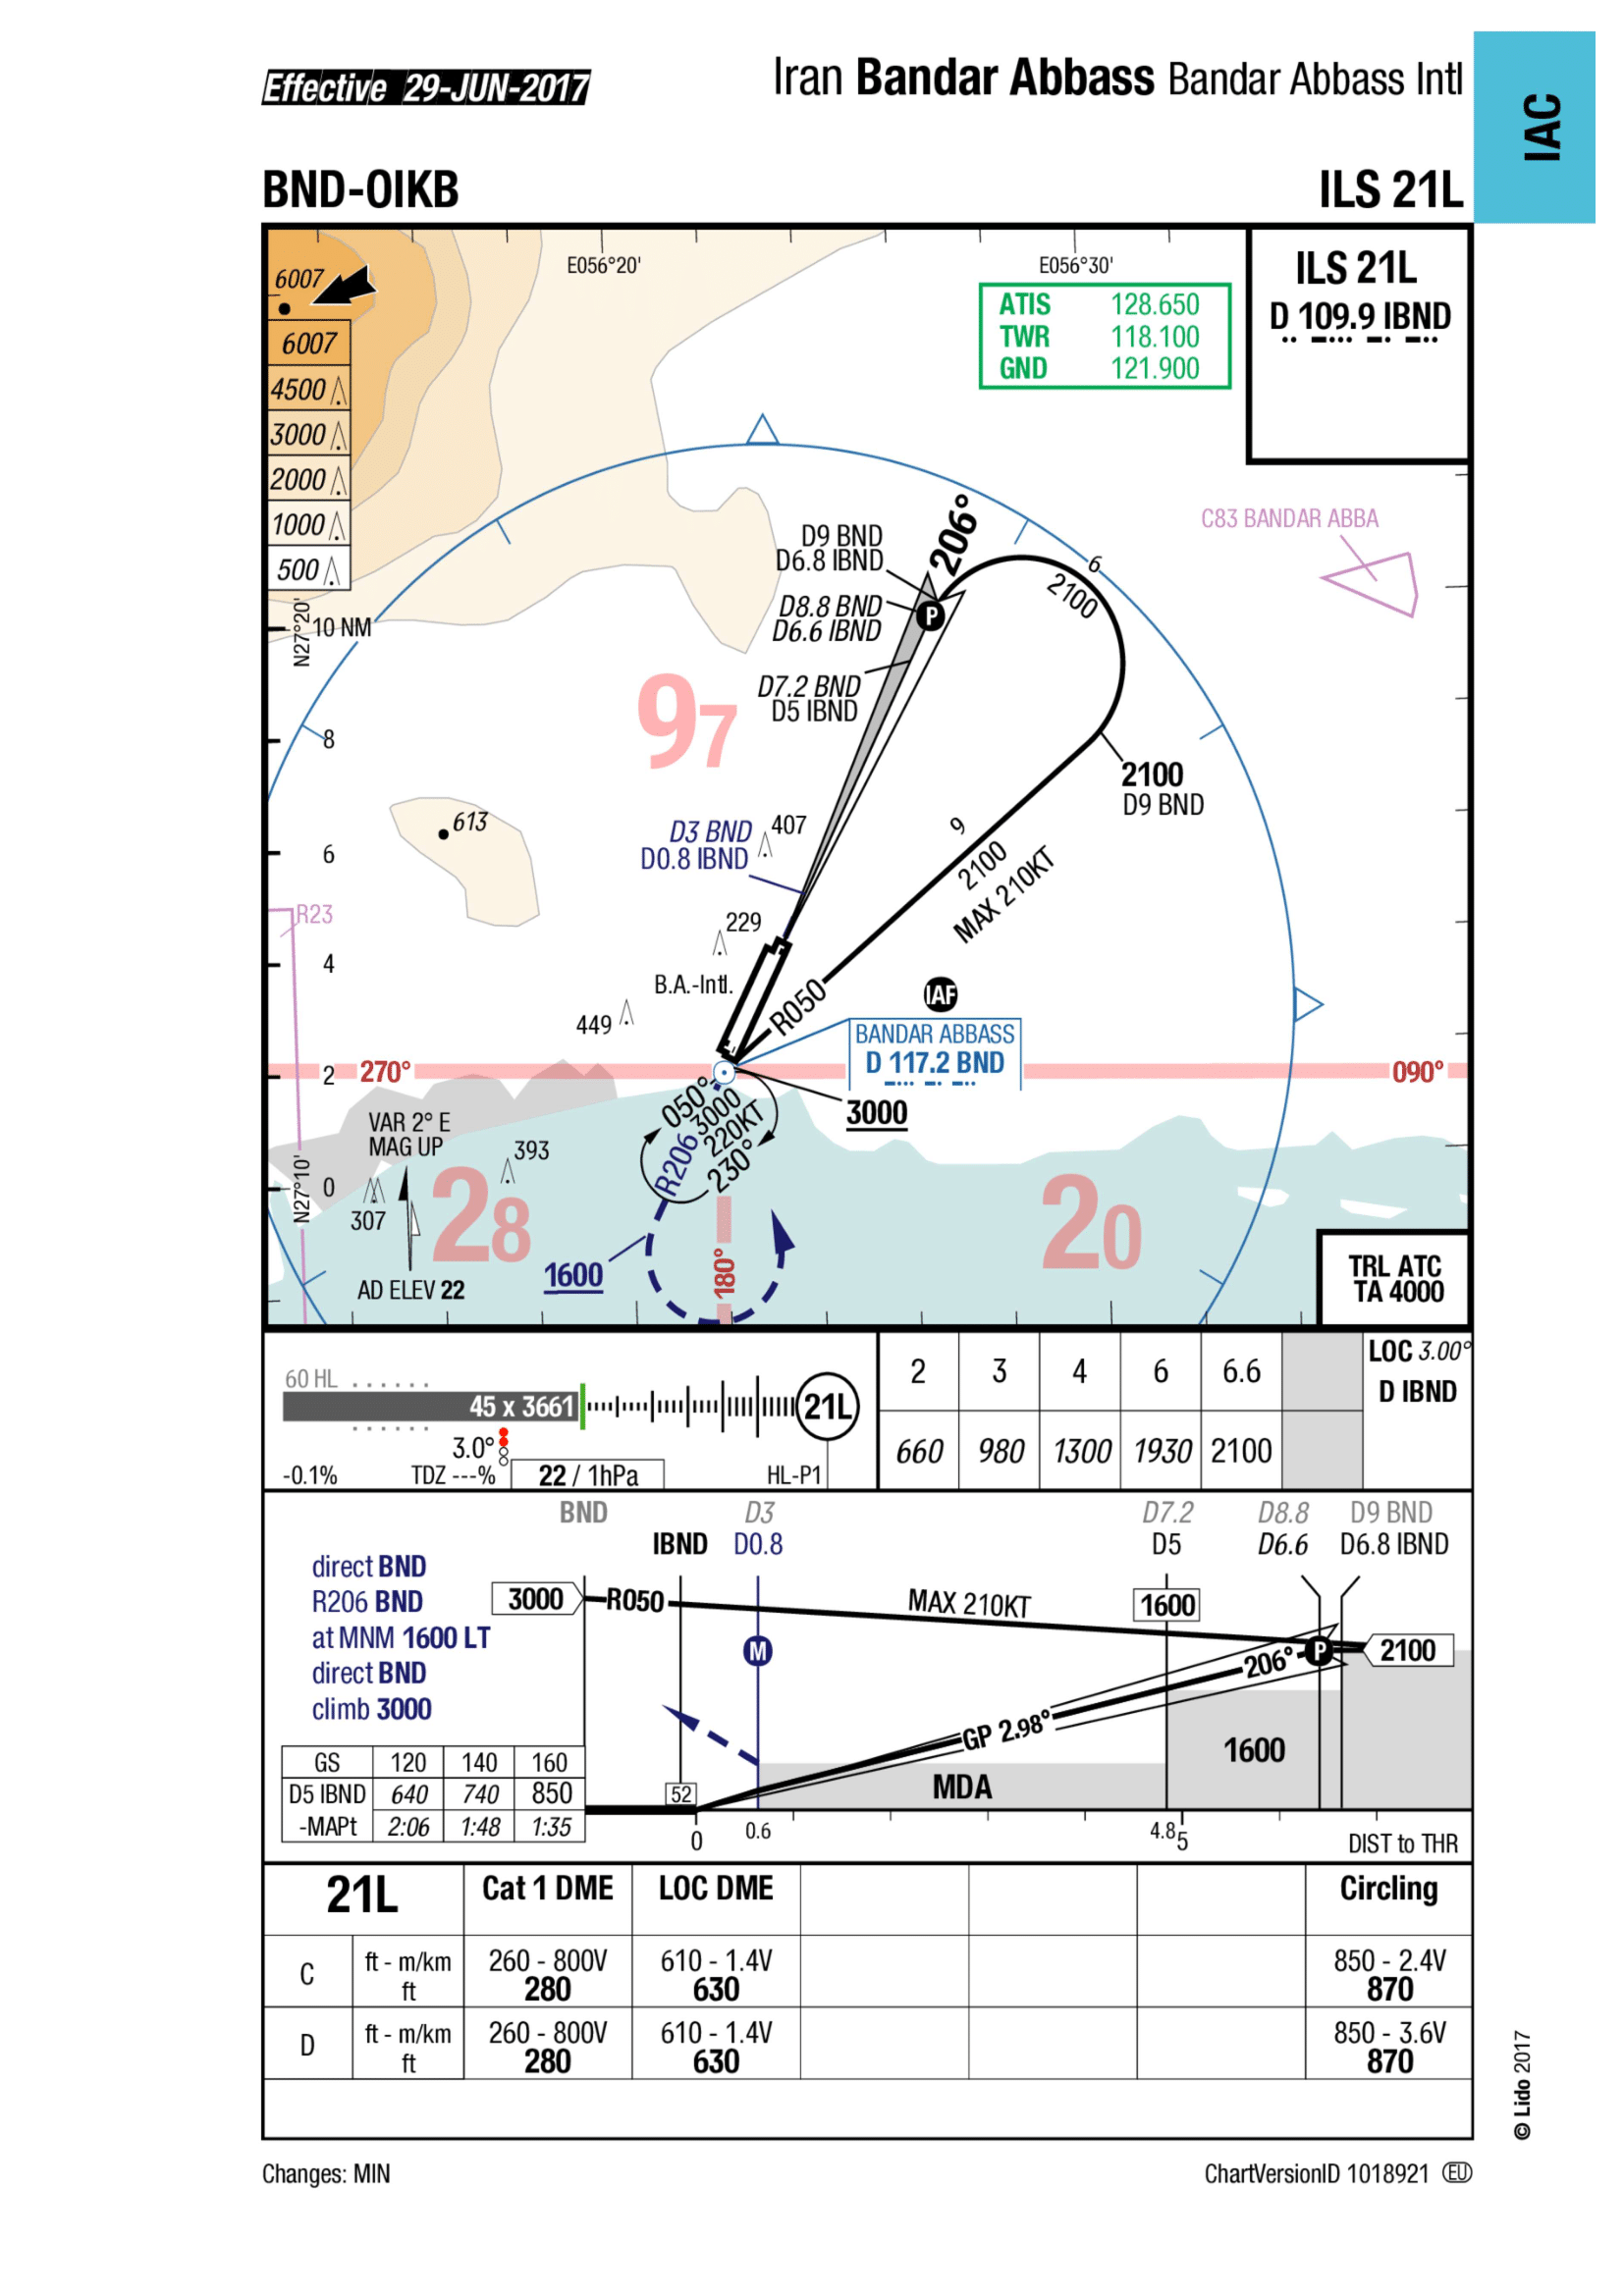 Effective 29-JUN-2017
Iran Bandar Abbass Bandar Abbass Intl
IAC
BND-OIKB
ILS 21L
6007
E056°20'
E056°30'
ILS 21L
D 109.9 IBND
ATIS 128.650
TWR 118.100
GND 121.900
6007
4500
3000
2000
1000
500
N27°20'
10 NM
C83 BANDAR ABBA
206°
D9 BND
D6.8 IBND
6
2100
D8.8 BND
D6.6 IBND
P
97
D7.2 BND
D5 IBND
8
2100
D9 BND
613
D3 BND
D0.8 IBND
407
9
2100
MAX 210KT
6
R23
229
4
B.A.-Intl.
R050
IAF
449
BANDAR ABBASS
D 117.2 BND
2
270°
090°
3000
050°
3000
220KT
230°
R206
VAR 2° E
MAG UP
393
N27°10'
0
307
28
20
AD ELEV 22
1600
180°
TRL ATC
TA 4000
60 HL
45 x 3661
21L
3.0°
-0.1%
TDZ ---%
22 / 1hPa
HL-P1
2 3 4 6 6.6
LOC 3.00°
D IBND
660 980 1300 1930 2100
BND D3 D7.2 D8.8 D9 BND
IBND D0.8 D5 D6.6 D6.8 IBND
direct BND
R206 BND
at MNM 1600 LT
direct BND
climb 3000
3000
R050
MAX 210KT
1600
M
206°
P
2100
GP 2.98°
1600
MDA
52
GS 120 140 160
D5 IBND 640 740 850
-MAPt 2:06 1:48 1:35
0 0.6 4.8 5 DIST to THR
21L Cat 1 DME LOC DME Circling
C ft - m/km 260 - 800V 610 - 1.4V 850 - 2.4V
ft 280 630 870
D ft - m/km 260 - 800V 610 - 1.4V 850 - 3.6V
ft 280 630 870
© Lido 2017
Changes: MIN
ChartVersionID 1018921 EU